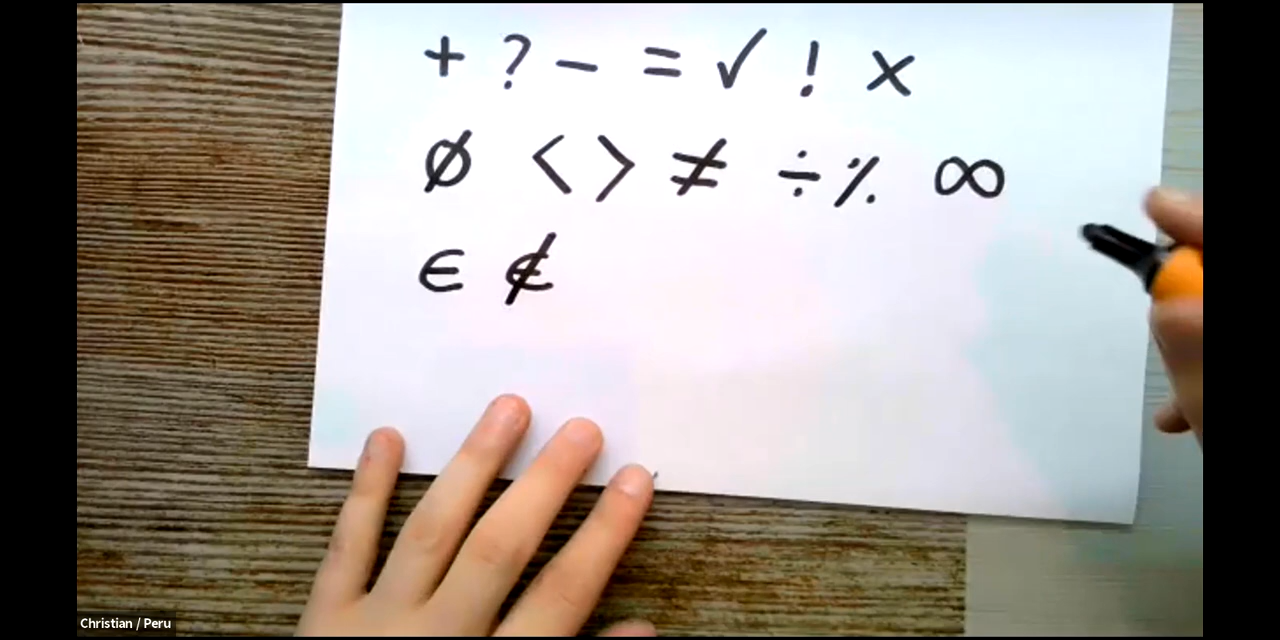 + ? − = ✓ ! ×
Ø < > ≠ ÷ % ∞
∈ ∉
Christian / Peru